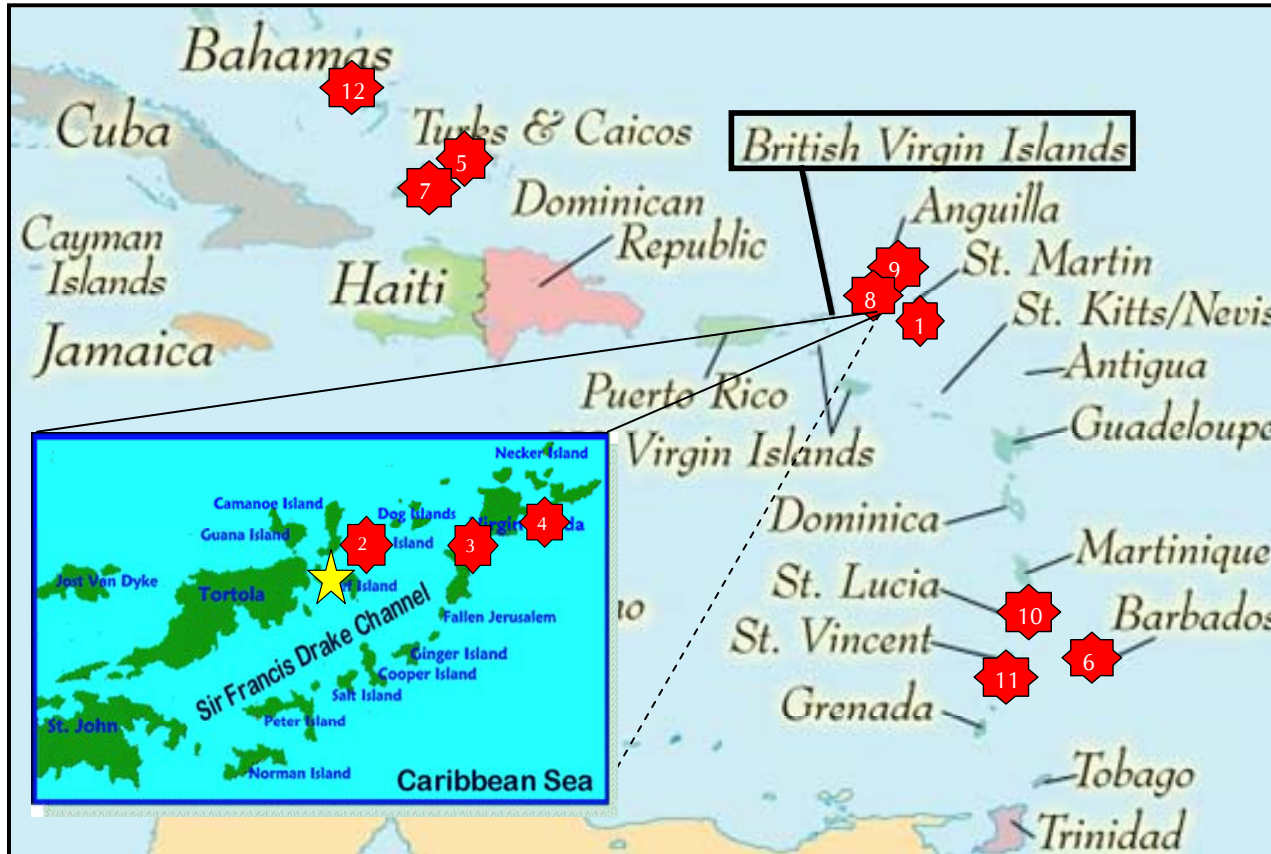 Bahamas
12
Cuba
Turks & Caicos
5
7
British Virgin Islands
Dominican
Republic
Anguilla
Cayman
Islands
9
St. Martin
Haiti
8
1
St. Kitts/Nevis
Jamaica
Antigua
Puerto Rico
Guadeloupe
Virgin Islands
Necker Island
Camanoe Island
Dog Islands
4
Guana Island
2
Island
3
Dominica
Jost Van Dyke
Tortola
Island
Martinique
Sir Francis Drake Channel
Fallen Jerusalem
St. Lucia
10
Barbados
Ginger Island
Cooper Island
St. Vincent
6
Salt Island
11
St. John
Peter Island
Grenada
Norman Island
Caribbean Sea
Tobago
Trinidad